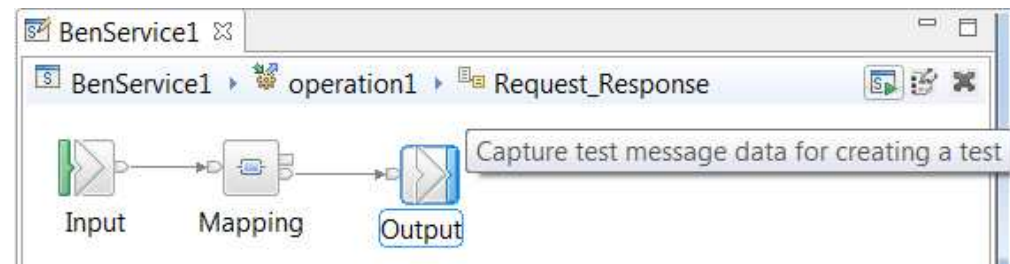 BenService1
BenService1 operation1 Request_Response
Capture test message data for creating a test
Input Mapping Output